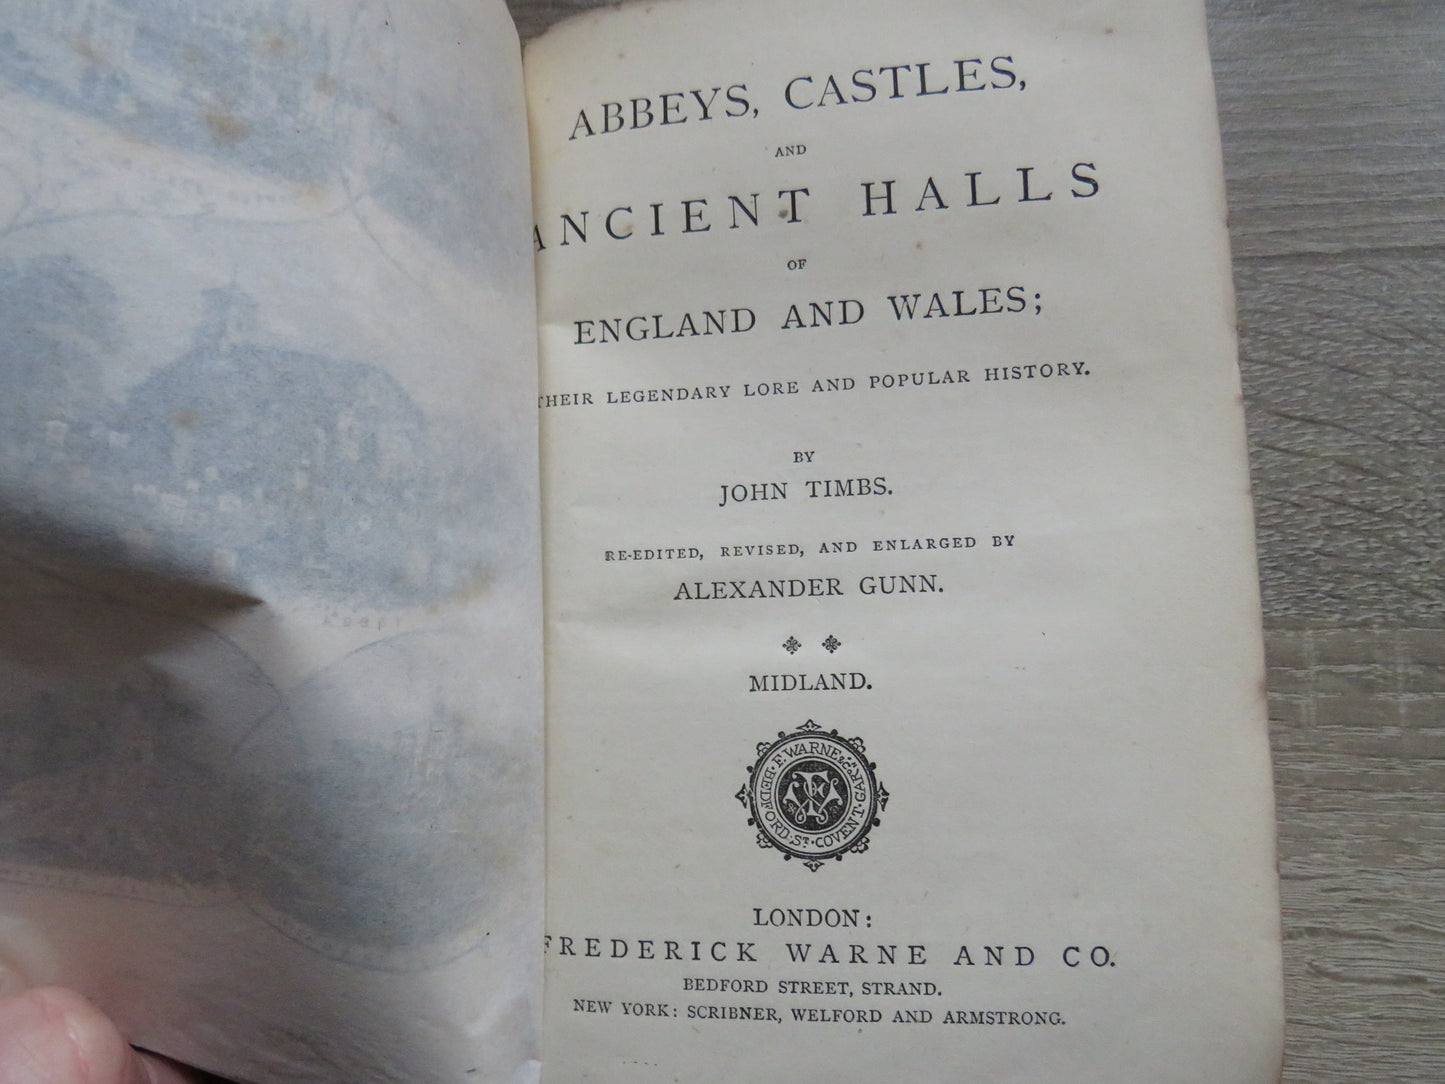 ABBEYS, CASTLES,
AND
ANCIENT HALLS
OF
ENGLAND AND WALES;
THEIR LEGENDARY LORE AND POPULAR HISTORY.
BY
JOHN TIMBS.
RE-EDITED, REVISED, AND ENLARGED BY
ALEXANDER GUNN.
MIDLAND.
F. WARNE & Co. BEDFORD ST. COVENT GARN.
LONDON:
FREDERICK WARNE AND CO.
BEDFORD STREET, STRAND.
NEW YORK: SCRIBNER, WELFORD AND ARMSTRONG.